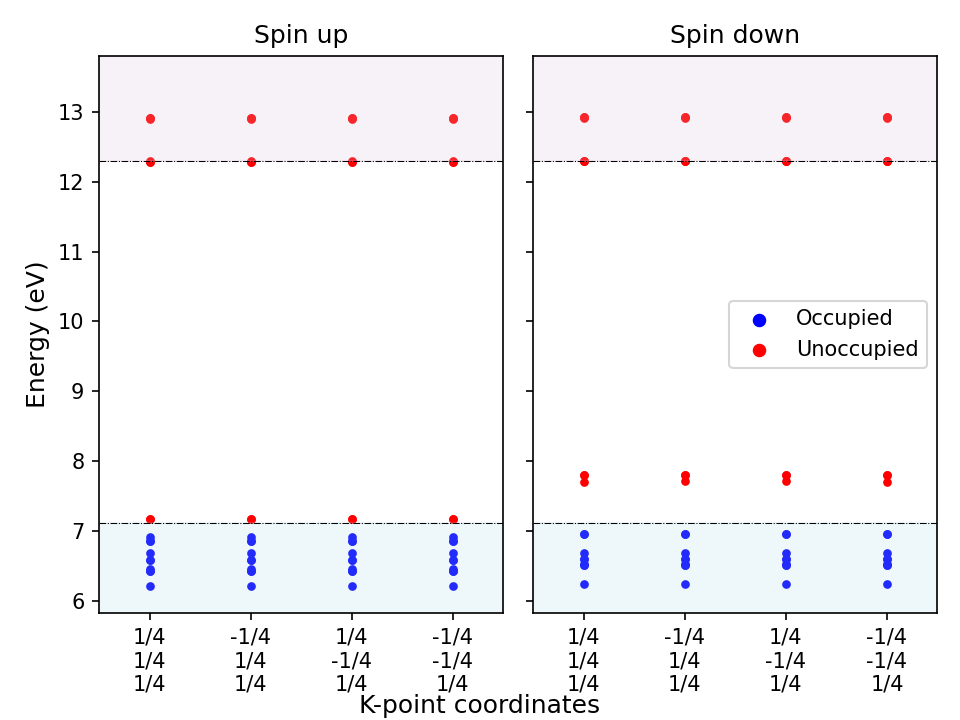 Spin up
Spin down
Energy (eV)
13
12
11
10
9
8
7
6
Occupied
Unoccupied
1/4 -1/4 1/4 -1/4
1/4 1/4 -1/4 -1/4
1/4 1/4 1/4 1/4
1/4 -1/4 1/4 -1/4
1/4 1/4 -1/4 -1/4
1/4 1/4 1/4 1/4
K-point coordinates